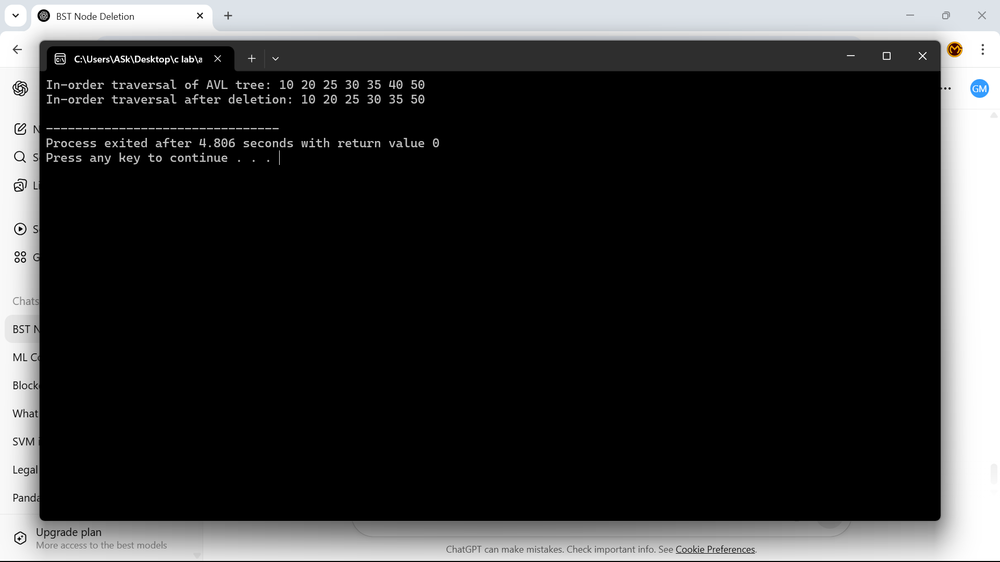 BST Node Deletion
C:\Users\ASk\Desktop\c lab\a
In-order traversal of AVL tree: 10 20 25 30 35 40 50
In-order traversal after deletion: 10 20 25 30 35 50
--------------------------------
Process exited after 4.806 seconds with return value 0
Press any key to continue . . .
GM
Chats
BST N
ML Co
Block
What
SVM i
Legal
Panda
Upgrade plan
More access to the best models
ChatGPT can make mistakes. Check important info. See Cookie Preferences.